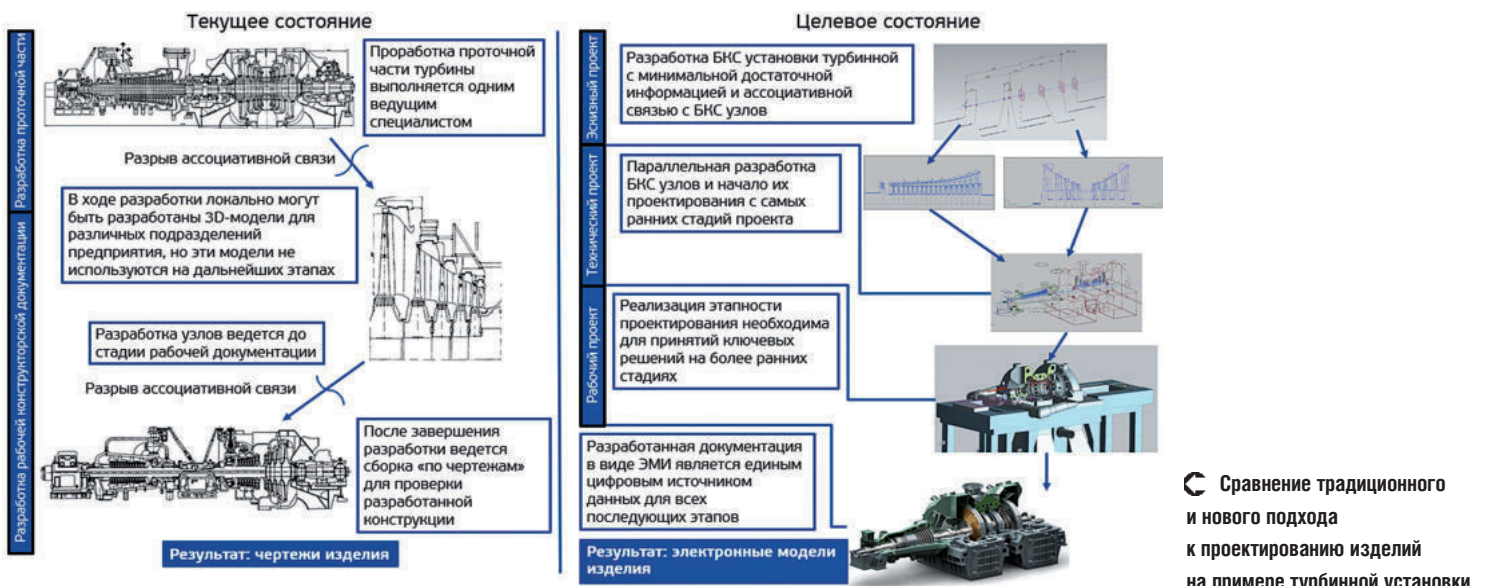 Текущее состояние
Разработка проточной части
Проработка проточной
части турбины
выполняется одним
ведущим
специалистом
Разрыв ассоциативной связи
Разработка рабочей конструкторской документации
В ходе разработки локально могут
быть разработаны 3D-модели для
различных подразделений
предприятия, но эти модели не
используются на дальнейших этапах
Разработка узлов ведется до
стадии рабочей документации
Разрыв ассоциативной связи
После завершения
разработки ведется
сборка «по чертежам»
для проверки
разработанной
конструкции
Результат: чертежи изделия
Целевое состояние
Эскизный проект
Разработка БКС установки турбинной
с минимальной достаточной
информацией и ассоциативной
связью с БКС узлов
Технический проект
Параллельная разработка
БКС узлов и начало их
проектирования с самых
ранних стадий проекта
Рабочий проект
Реализация этапности
проектирования необходима
для принятий ключевых
решений на более ранних
стадиях
Разработанная документация
в виде ЭМИ является единым
цифровым источником
данных для всех
последующих этапов
Результат: электронные модели
изделия
Сравнение традиционного
и нового подхода
к проектированию изделий
на примере турбинной установки